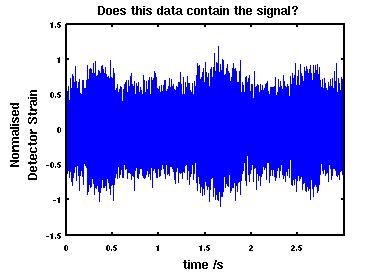 Does this data contain the signal?
Normalised
Detector Strain
1.5
1
0.5
0
-0.5
-1
-1.5
0 0.5 1 1.5 2 2.5
time /s